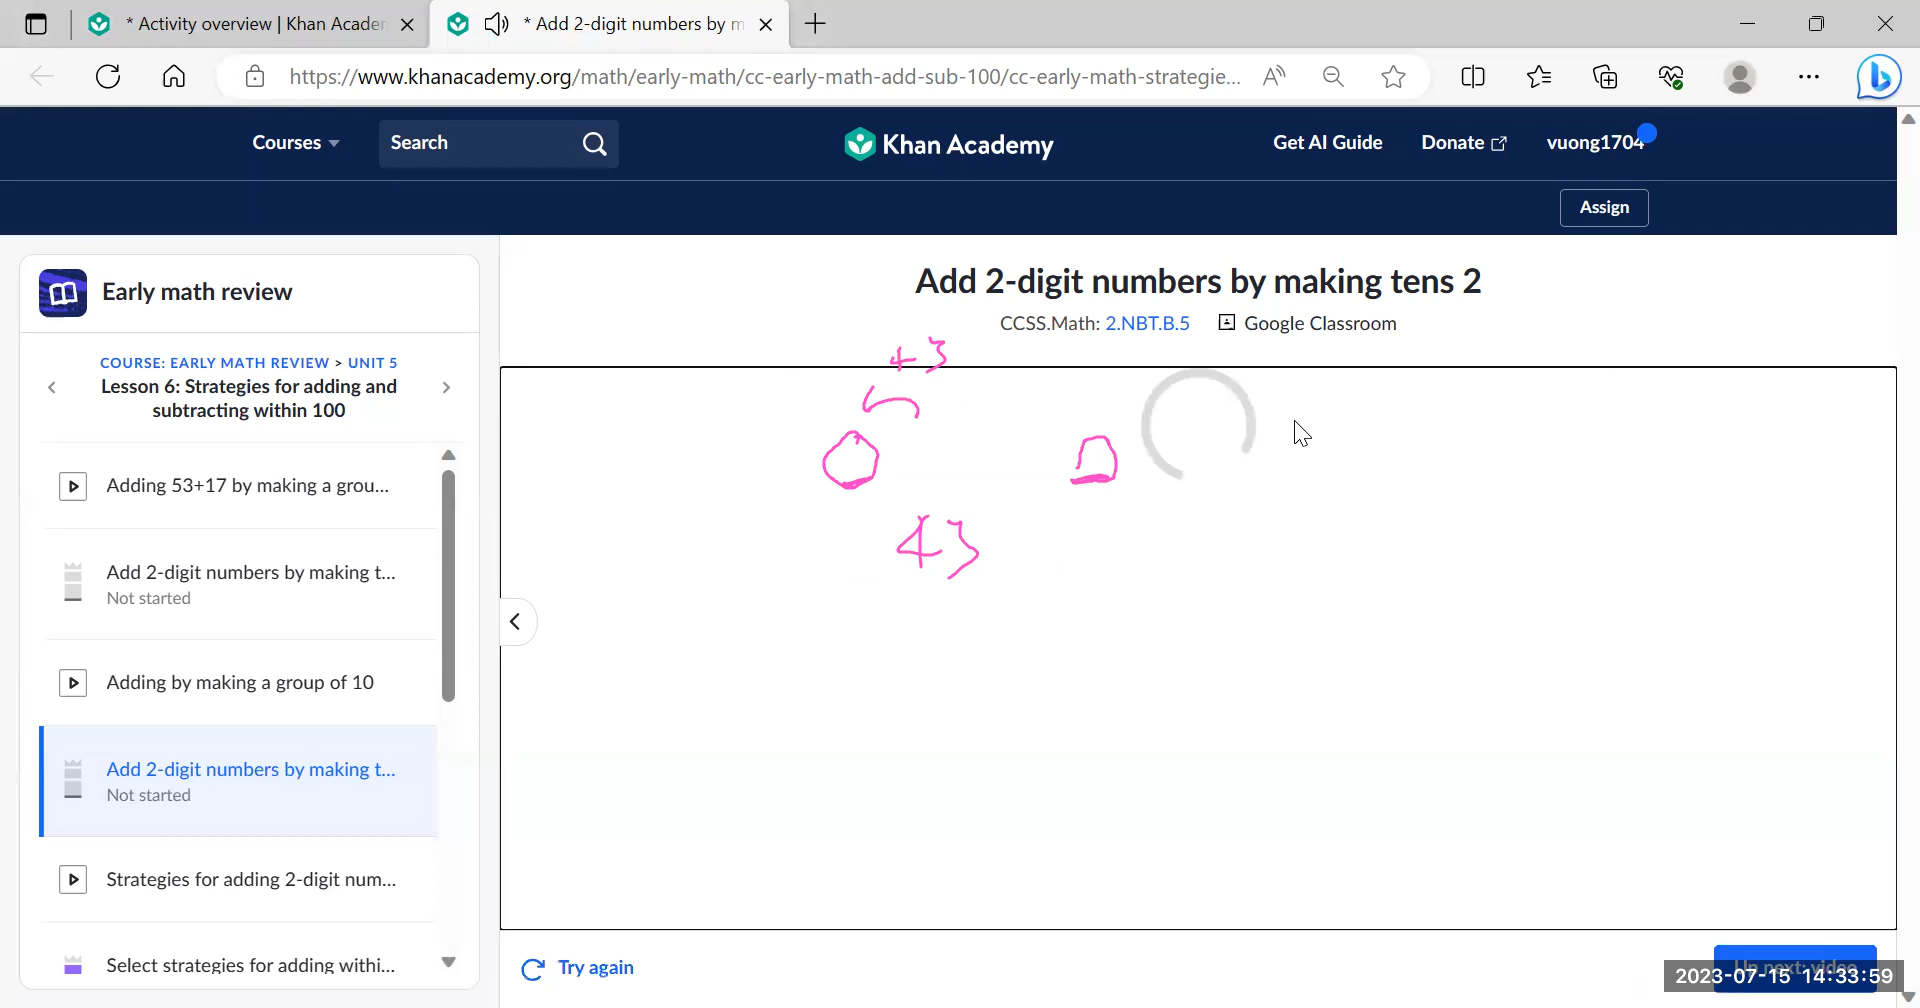 * Activity overview | Khan Acade
* Add 2-digit numbers by m
https://www.khanacademy.org/math/early-math/cc-early-math-add-sub-100/cc-early-math-strategie...
Courses
Search
Khan Academy
Get AI Guide
Donate
vuong1704
Assign
Early math review
COURSE: EARLY MATH REVIEW > UNIT 5
Lesson 6: Strategies for adding and
subtracting within 100
Adding 53+17 by making a grou...
Add 2-digit numbers by making t...
Not started
Adding by making a group of 10
Add 2-digit numbers by making t...
Not started
Strategies for adding 2-digit num...
Select strategies for adding withi...
Add 2-digit numbers by making tens 2
CCSS.Math: 2.NBT.B.5
Google Classroom
+3
43
Try again
Up next: video
2023-07-15 14:33:59